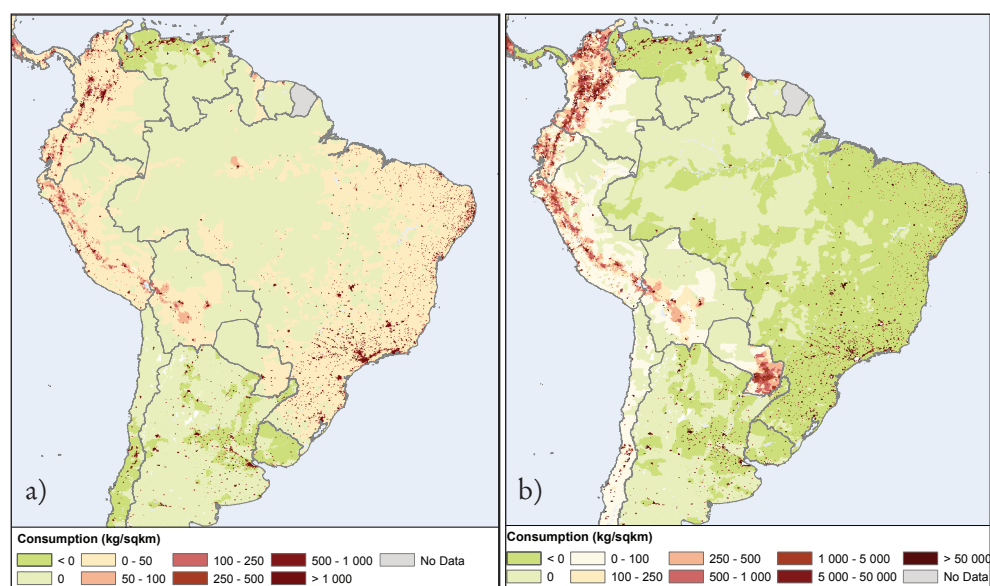 a)
b)
Consumption (kg/sqkm)
< 0 0 - 50 100 - 250 500 - 1 000 No Data
0 50 - 100 250 - 500 > 1 000
Consumption (kg/sqkm)
< 0 0 - 100 250 - 500 1 000 - 5 000 > 50 000
0 100 - 250 500 - 1 000 5 000 - 50 000 No Data